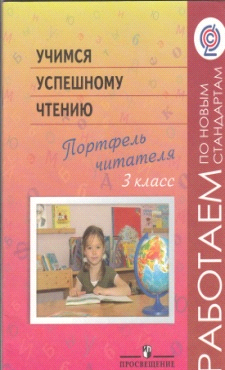 УЧИМСЯ
УСПЕШНОМУ
ЧТЕНИЮ
Портфель
читателя
3 класс
РАБОТАЕМ
ПО НОВЫМ
СТАНДАРТАМ
ПРОСВЕЩЕНИЕ